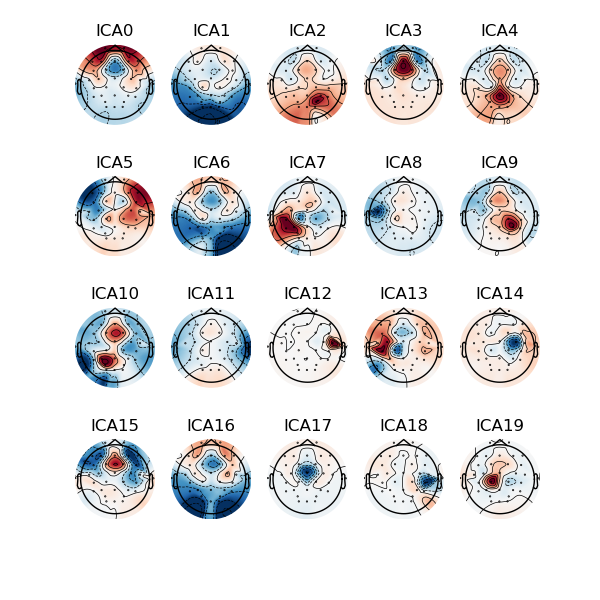 ICA0 ICA1 ICA2 ICA3 ICA4
ICA5 ICA6 ICA7 ICA8 ICA9
ICA10 ICA11 ICA12 ICA13 ICA14
ICA15 ICA16 ICA17 ICA18 ICA19